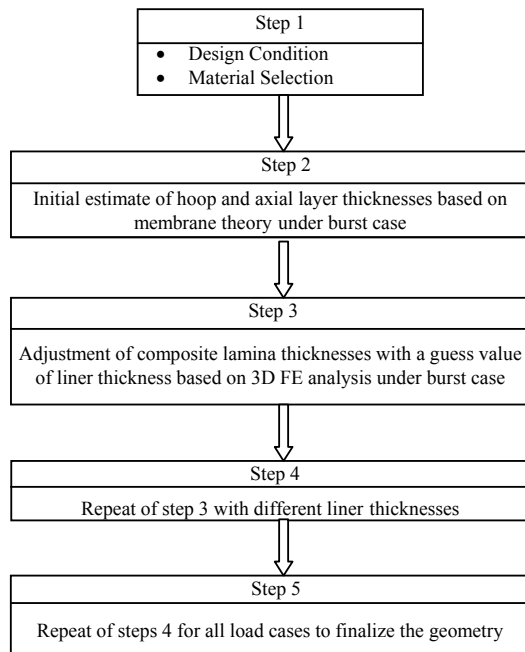 Step 1
• Design Condition
• Material Selection
Step 2
Initial estimate of hoop and axial layer thicknesses based on
membrane theory under burst case
Step 3
Adjustment of composite lamina thicknesses with a guess value
of liner thickness based on 3D FE analysis under burst case
Step 4
Repeat of step 3 with different liner thicknesses
Step 5
Repeat of steps 4 for all load cases to finalize the geometry